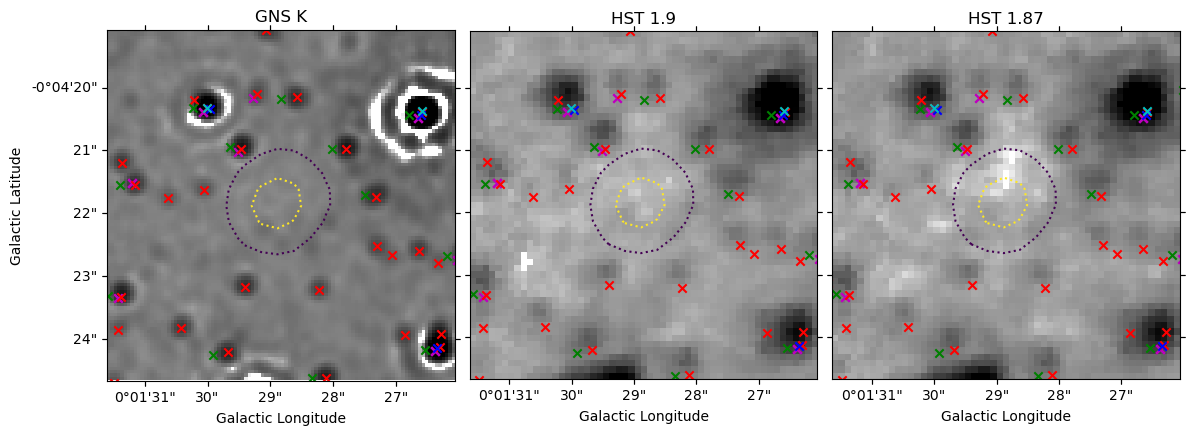 GNS K
HST 1.9
HST 1.87
-0°04'20"
21"
22"
23"
24"
Galactic Latitude
0°01'31" 30" 29" 28" 27"
0°01'31" 30" 29" 28" 27"
0°01'31" 30" 29" 28" 27"
Galactic Longitude
Galactic Longitude
Galactic Longitude